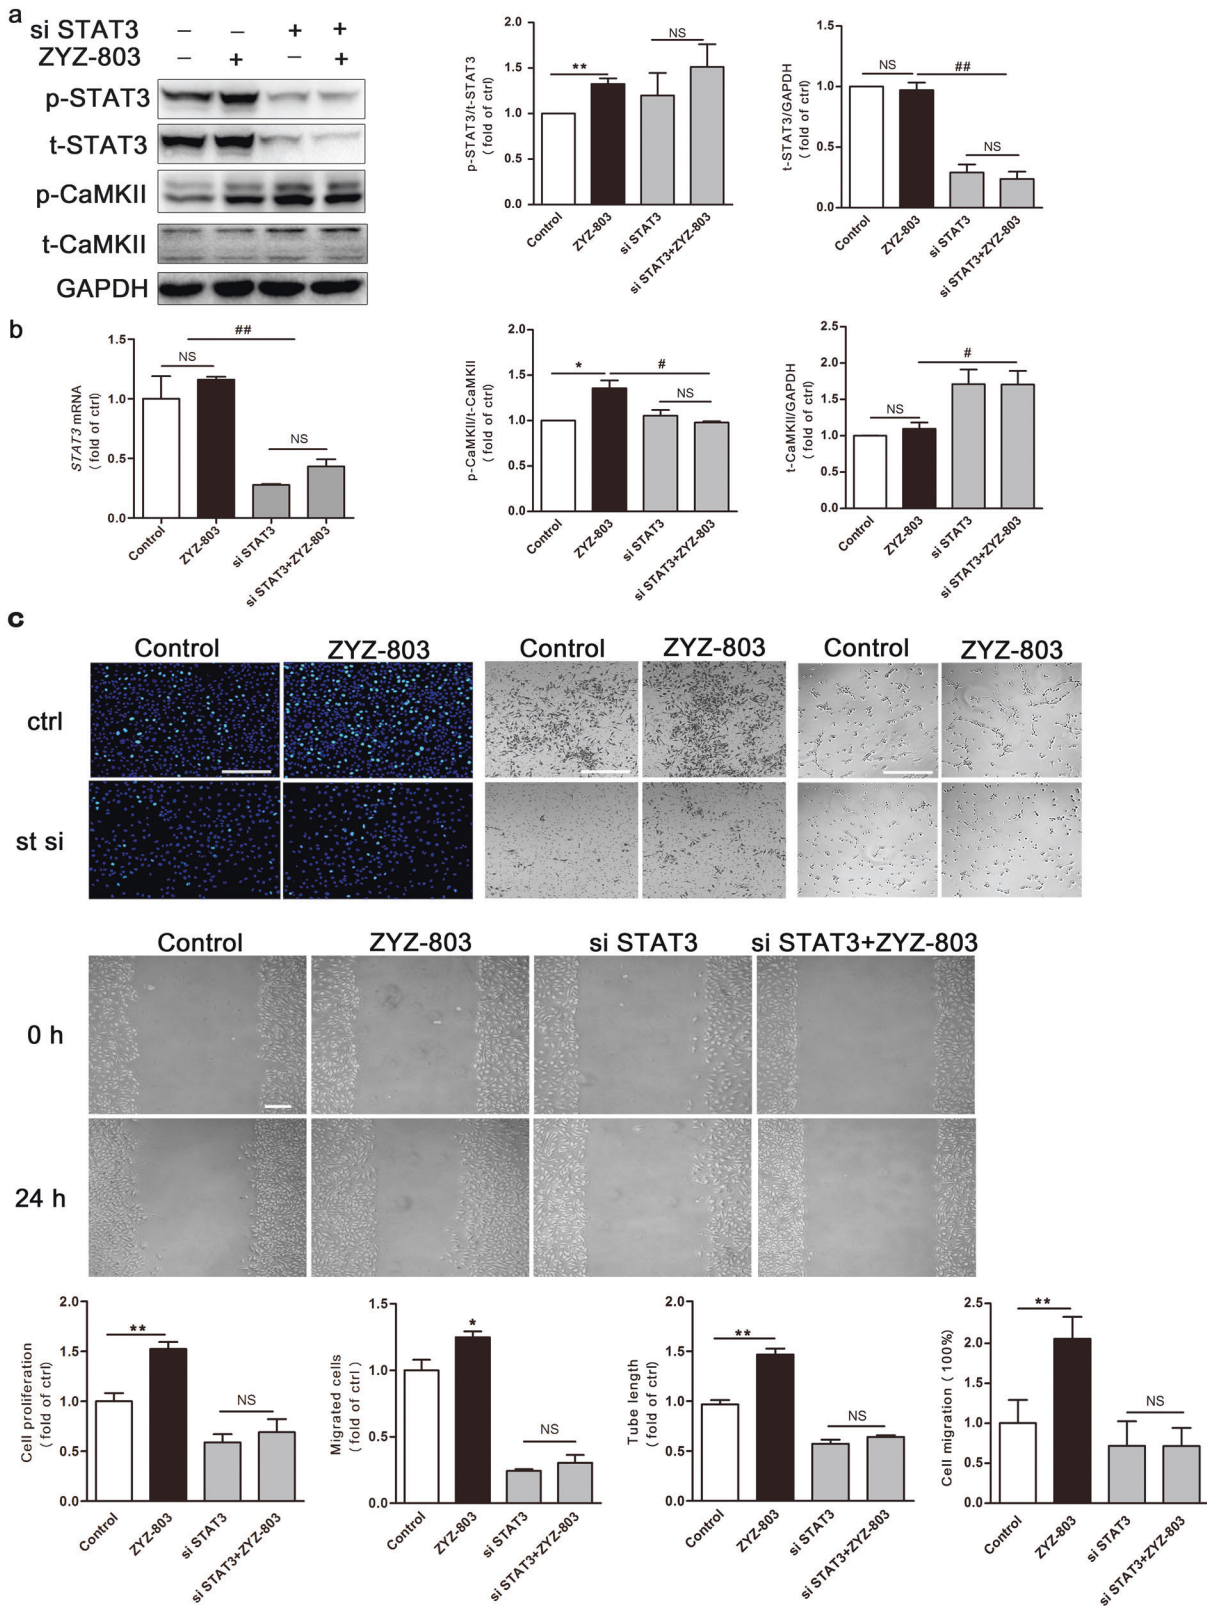 a
si STAT3 – – + +
ZYZ-803 – + – +
p-STAT3
t-STAT3
p-CaMKII
t-CaMKII
GAPDH
p-STAT3/t-STAT3
( fold of ctrl)
2.0
1.5
1.0
0.5
0.0
**
NS
Control
ZYZ-803
si STAT3
si STAT3+ZYZ-803
t-STAT3/GAPDH
( fold of ctrl)
1.5
1.0
0.5
0.0
NS
##
NS
Control
ZYZ-803
si STAT3
si STAT3+ZYZ-803
b
STAT3 mRNA
( fold of ctrl)
1.5
1.0
0.5
0.0
##
NS
NS
Control
ZYZ-803
si STAT3
si STAT3+ZYZ-803
p-CaMKII/t-CaMKII
( fold of ctrl)
2.0
1.5
1.0
0.5
0.0
*
#
NS
Control
ZYZ-803
si STAT3
si STAT3+ZYZ-803
t-CaMKII/GAPDH
( fold of ctrl)
2.5
2.0
1.5
1.0
0.5
0.0
#
NS
Control
ZYZ-803
si STAT3
si STAT3+ZYZ-803
c
Control ZYZ-803 Control ZYZ-803 Control ZYZ-803
ctrl
st si
Control ZYZ-803 si STAT3 si STAT3+ZYZ-803
0 h
24 h
Cell proliferation
( fold of ctrl)
2.0
1.5
1.0
0.5
0.0
**
NS
Control
ZYZ-803
si STAT3
si STAT3+ZYZ-803
Migrated cells
( fold of ctrl )
1.5
1.0
0.5
0.0
*
NS
Control
ZYZ-803
si STAT3
si STAT3+ZYZ-803
Tube length
( fold of ctrl)
2.0
1.5
1.0
0.5
0.0
**
NS
Control
ZYZ-803
si STAT3
si STAT3+ZYZ-803
Cell migration ( 100%)
2.5
2.0
1.5
1.0
0.5
0.0
**
NS
Control
ZYZ-803
si STAT3
si STAT3+ZYZ-803